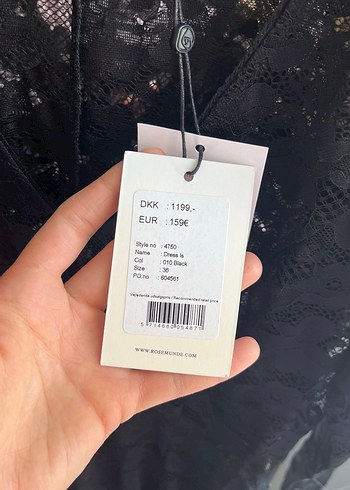 DKK : 1199,-
EUR : 159€
Style no : 4750
Name : Dress ls
Col : 010 Black
Size : 36
PO.no : 604561
Vejledende udsalgspris / Recommended retail price
WWW.ROSEMUNDE.COM